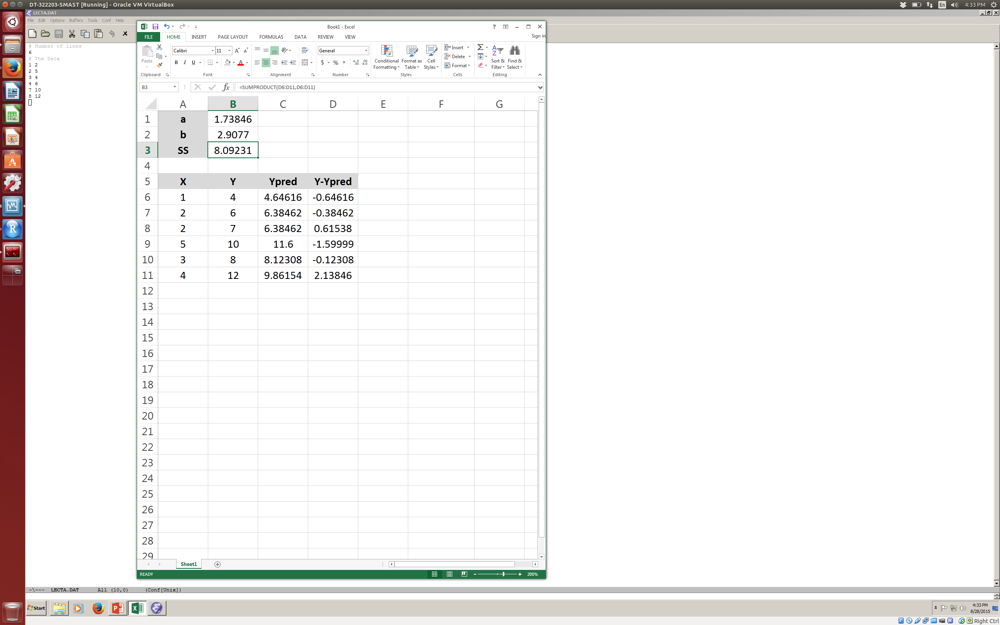 DT-322203-SMAST [Running] - Oracle VM VirtualBox
En
4:33 PM
LECTA.DAT
File Edit Options Buffers Tools Conf Help
# Number of lines
6
# The Data
1 2
2 5
3 4
4 6
7 10
8 12
Book1 - Excel
?
FILE HOME INSERT PAGE LAYOUT FORMULAS DATA REVIEW VIEW
Sign in
Paste
Calibri 11
B I U
General
$ % ,
Conditional Formatting
Format as Table
Cell Styles
Insert
Delete
Format
Sort & Filter
Find & Select
Clipboard Font Alignment Number Styles Cells Editing
B3 fx =SUMPRODUCT(D6:D11,D6:D11)
A B C D E F G
1 a 1.73846
2 b 2.9077
3 SS 8.09231
4
5 X Y Ypred Y-Ypred
6 1 4 4.64616 -0.64616
7 2 6 6.38462 -0.38462
8 2 7 6.38462 0.61538
9 5 10 11.6 -1.59999
10 3 8 8.12308 -0.12308
11 4 12 9.86154 2.13846
12
13
14
15
16
17
18
19
20
21
22
23
24
25
26
27
28
29
Sheet1
READY
200%
-\--- LECTA.DAT All (10,0) (Conf[Unix])
Start
4:33 PM
8/28/2015
Right Ctrl